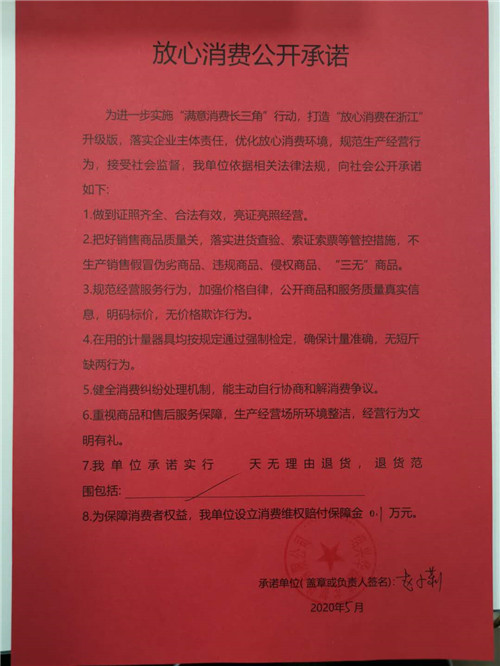 放心消费公开承诺
为进一步实施“满意消费长三角”行动，打造“放心消费在浙江”
升级版，落实企业主体责任，优化放心消费环境，规范生产经营行
为，接受社会监督，我单位依据相关法律法规，向社会公开承诺
如下：
1.做到证照齐全、合法有效，亮证亮照经营。
2.把好销售商品质量关，落实进货查验、索证索票等管控措施，不
生产销售假冒伪劣商品、违规商品、侵权商品、“三无”商品。
3.规范经营服务行为，加强价格自律，公开商品和服务质量真实信
息，明码标价，无价格欺诈行为。
4.在用的计量器具均按规定通过强制检定，确保计量准确，无短斤
缺两行为。
5.健全消费纠纷处理机制，能主动自行协商和解消费争议。
6.重视商品和售后服务保障，生产经营场所环境整洁，经营行为文
明有礼。
7.我单位承诺实行 天无理由退货，退货范
围包括：
8.为保障消费者权益，我单位设立消费维权赔付保障金 0.1 万元。
承诺单位（盖章或负责人签名）：
2020年5月